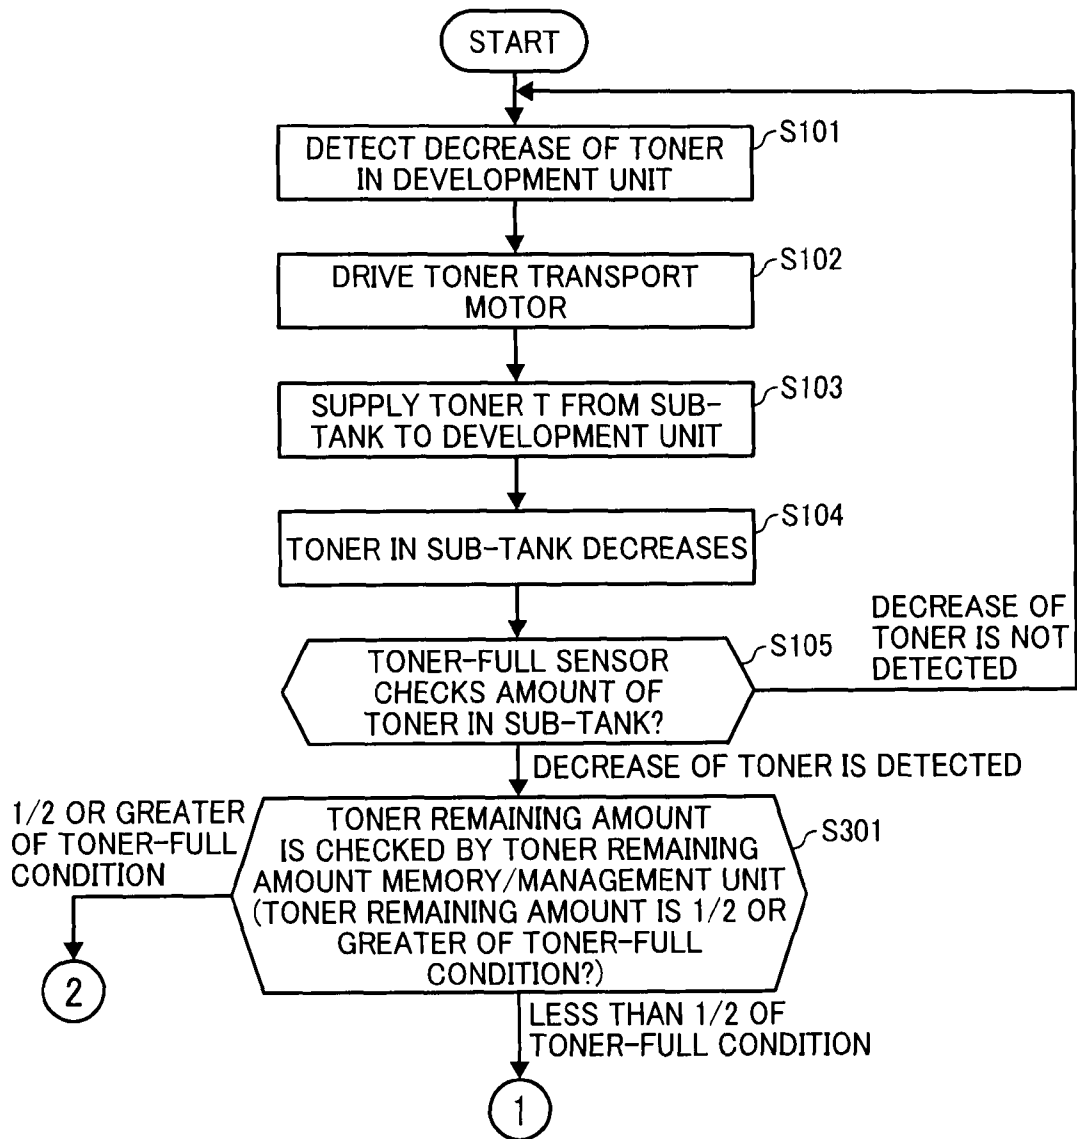 START
S101
DETECT DECREASE OF TONER
IN DEVELOPMENT UNIT
S102
DRIVE TONER TRANSPORT
MOTOR
S103
SUPPLY TONER T FROM SUB-
TANK TO DEVELOPMENT UNIT
S104
TONER IN SUB-TANK DECREASES
DECREASE OF
TONER IS NOT
DETECTED
S105
TONER-FULL SENSOR
CHECKS AMOUNT OF
TONER IN SUB-TANK?
DECREASE OF TONER IS DETECTED
1/2 OR GREATER
OF TONER-FULL
CONDITION
S301
TONER REMAINING AMOUNT
IS CHECKED BY TONER REMAINING
AMOUNT MEMORY/MANAGEMENT UNIT
(TONER REMAINING AMOUNT IS 1/2 OR
GREATER OF TONER-FULL
CONDITION?)
2
LESS THAN 1/2 OF
TONER-FULL CONDITION
1